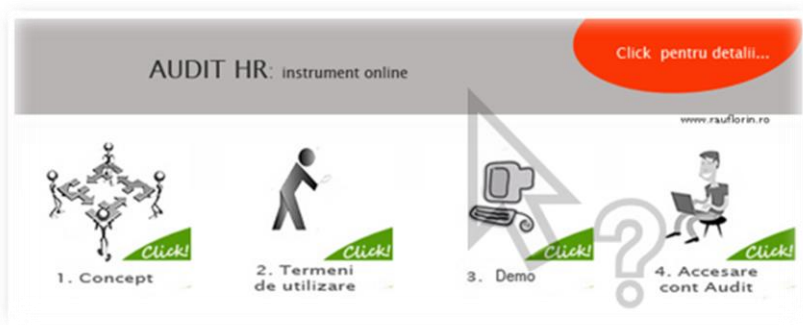 AUDIT HR: instrument online
Click pentru detalii...
www.rauflorin.ro
Click!
Click!
Click!
Click!
1. Concept
2. Termeni
de utilizare
3. Demo
4. Accesare
cont Audit
?